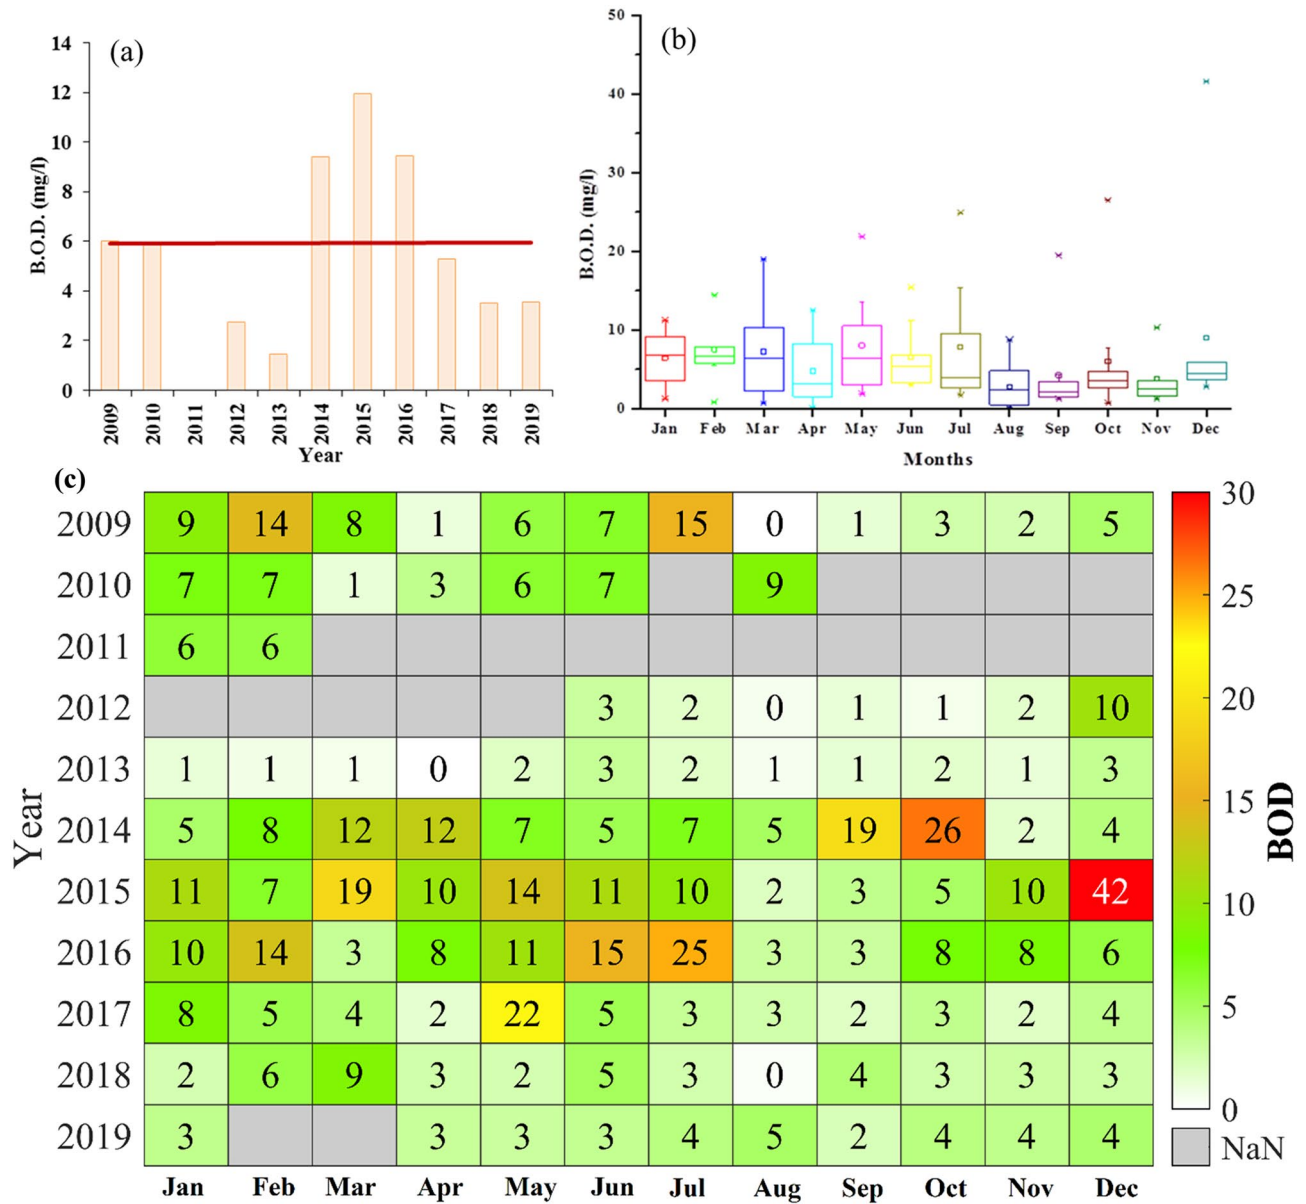 (a)
14
12
10
8
6
4
2
0
B.O.D. (mg/l)
2009 2010 2011 2012 2013 2014 2015 2016 2017 2018 2019
Year
(b)
50
40
30
20
10
0
B.O.D. (mg/l)
Jan Feb Mar Apr May Jun Jul Aug Sep Oct Nov Dec
Months
(c)
2009 9 14 8 1 6 7 15 0 1 3 2 5
2010 7 7 1 3 6 7 9
2011 6 6
2012 3 2 0 1 1 2 10
2013 1 1 1 0 2 3 2 1 1 2 1 3
2014 5 8 12 12 7 5 7 5 19 26 2 4
2015 11 7 19 10 14 11 10 2 3 5 10 42
2016 10 14 3 8 11 15 25 3 3 8 8 6
2017 8 5 4 2 22 5 3 3 2 3 2 4
2018 2 6 9 3 2 5 3 0 4 3 3 3
2019 3 3 3 3 4 5 2 4 4 4
Jan Feb Mar Apr May Jun Jul Aug Sep Oct Nov Dec
Year
30
25
20
15
10
5
0
NaN
BOD